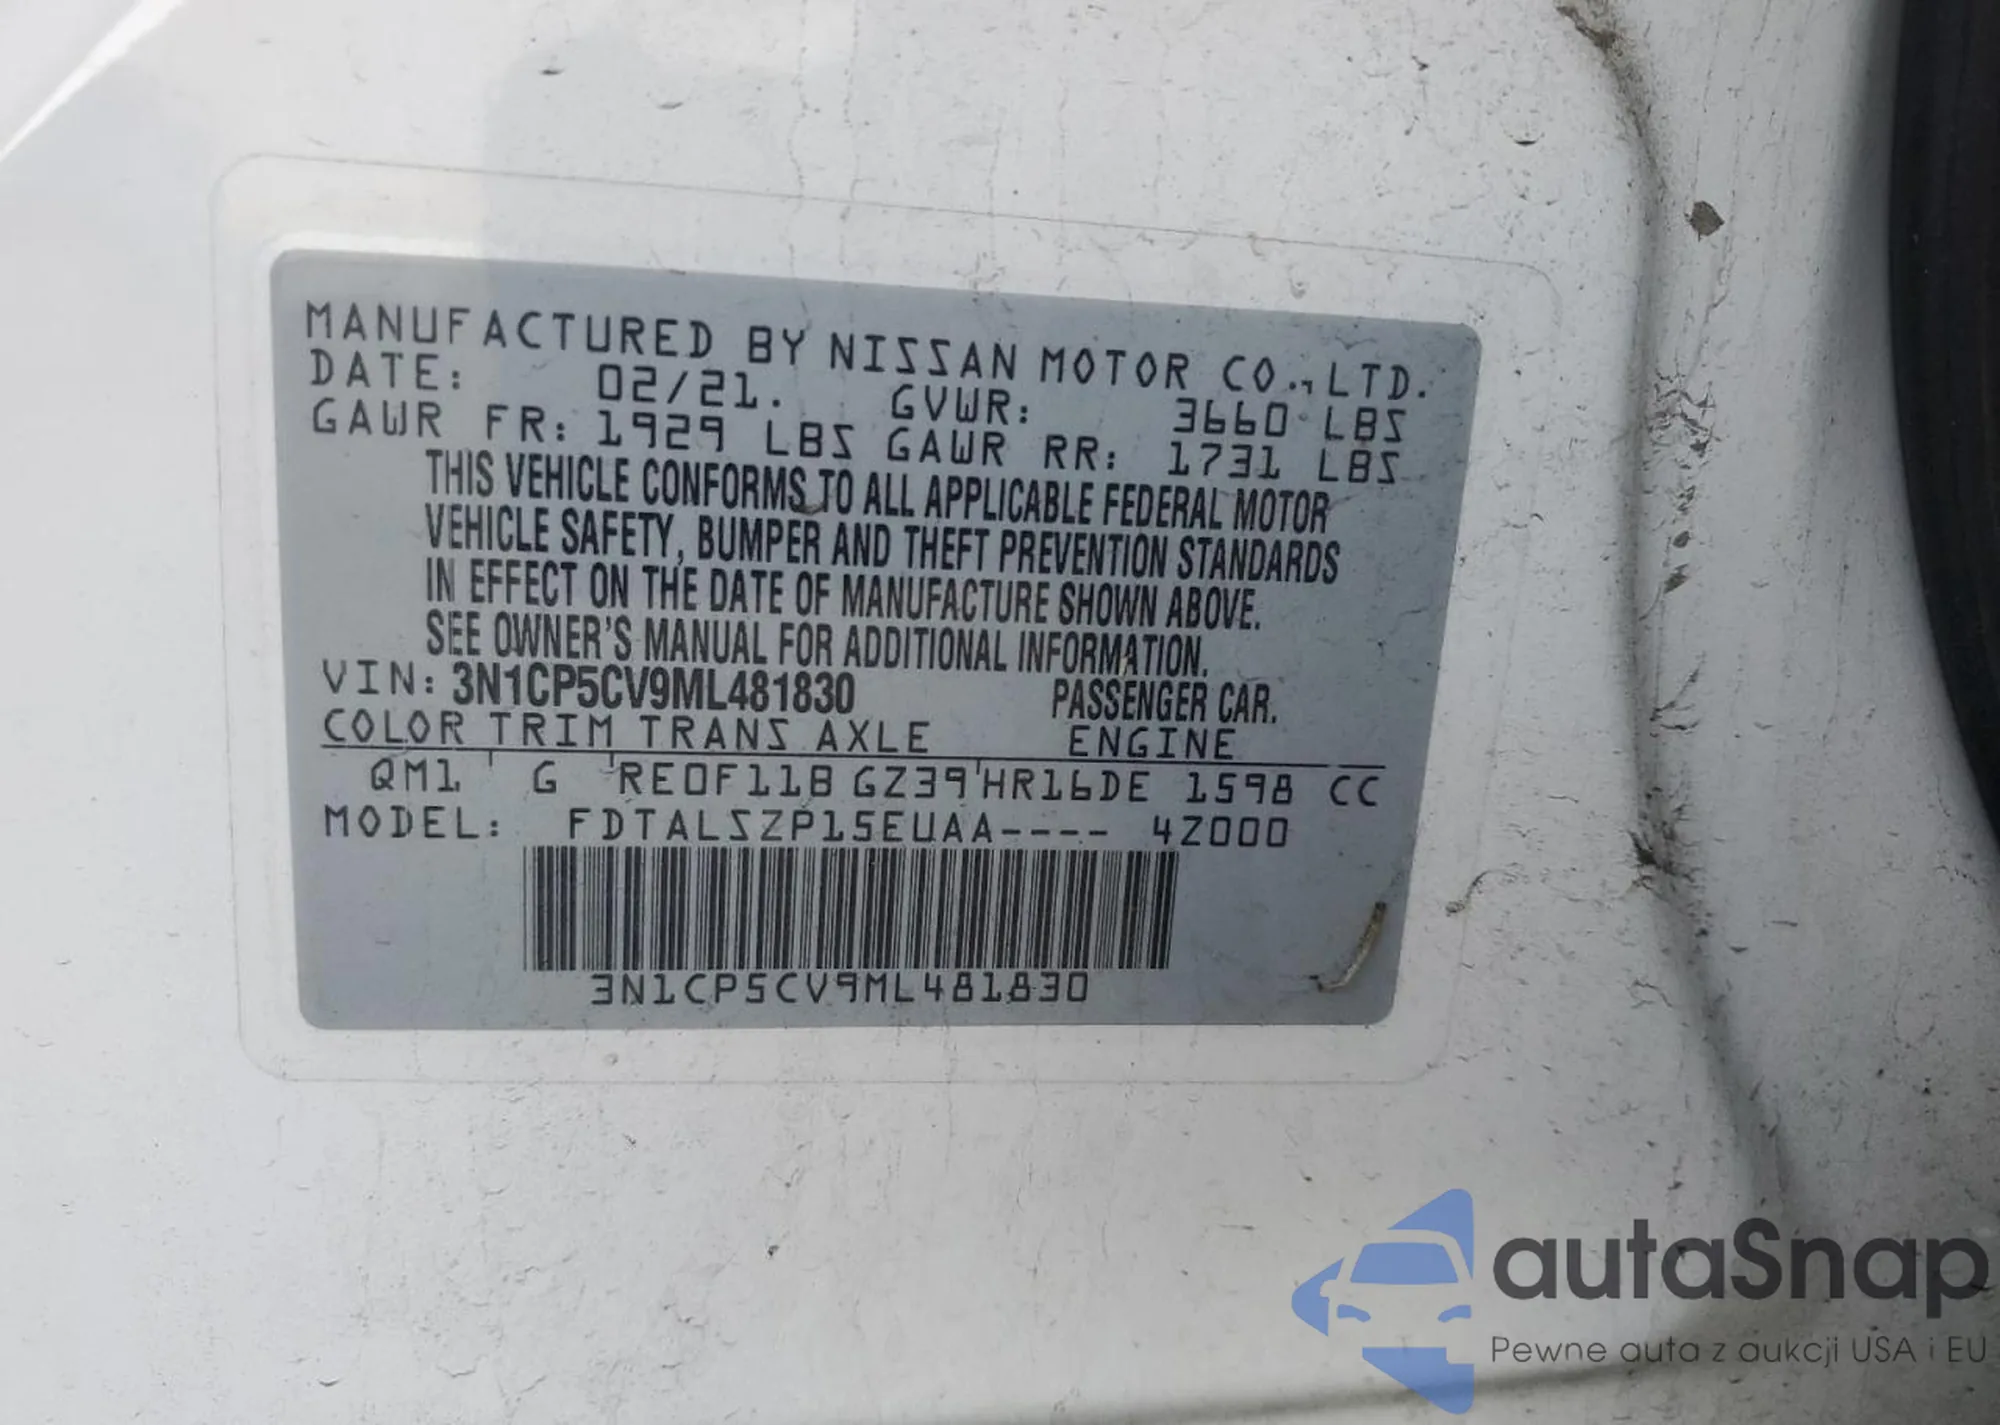 MANUFACTURED BY NISSAN MOTOR CO., LTD.
DATE: 02/21. GVWR: 3660 LBS
GAWR FR: 1929 LBS GAWR RR: 1731 LBS
THIS VEHICLE CONFORMS TO ALL APPLICABLE FEDERAL MOTOR
VEHICLE SAFETY, BUMPER AND THEFT PREVENTION STANDARDS
IN EFFECT ON THE DATE OF MANUFACTURE SHOWN ABOVE.
SEE OWNER'S MANUAL FOR ADDITIONAL INFORMATION.
VIN: 3N1CP5CV9ML481830 PASSENGER CAR.
COLOR TRIM TRANS AXLE ENGINE
QM1 G RE0F11B GZ39 HR16DE 1598 CC
MODEL: FDTALSZP15EUAA---- 4Z000
3N1CP5CV9ML481830
autaSnap
Pewne auta z aukcji USA i EU